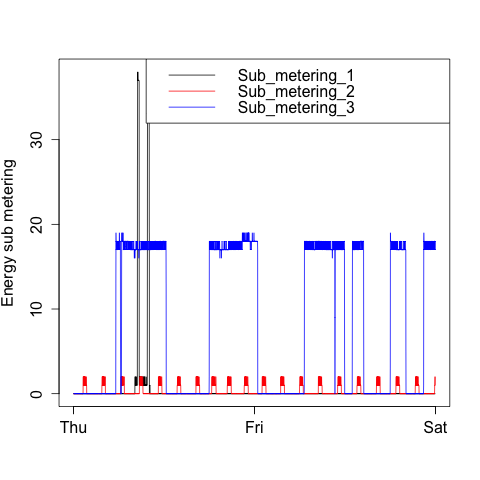 Sub_metering_1
Sub_metering_2
Sub_metering_3
Energy sub metering
30
20
10
0
Thu Fri Sat